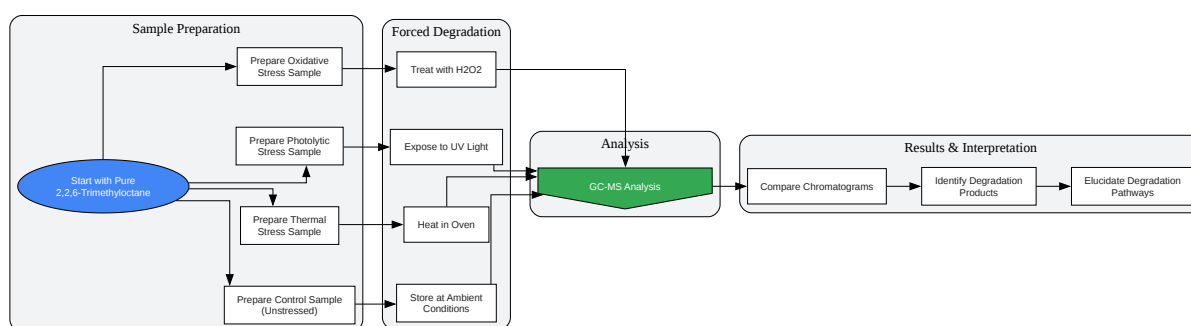 Sample Preparation
Forced Degradation
Prepare Oxidative
Stress Sample
Treat with H2O2
Prepare Photolytic
Stress Sample
Expose to UV Light
Analysis
Results & Interpretation
Start with Pure
2,2,6-Trimethyloctane
GC-MS Analysis
Compare Chromatograms
Identify Degradation
Products
Elucidate Degradation
Pathways
Prepare Thermal
Stress Sample
Heat in Oven
Prepare Control Sample
(Unstressed)
Store at Ambient
Conditions